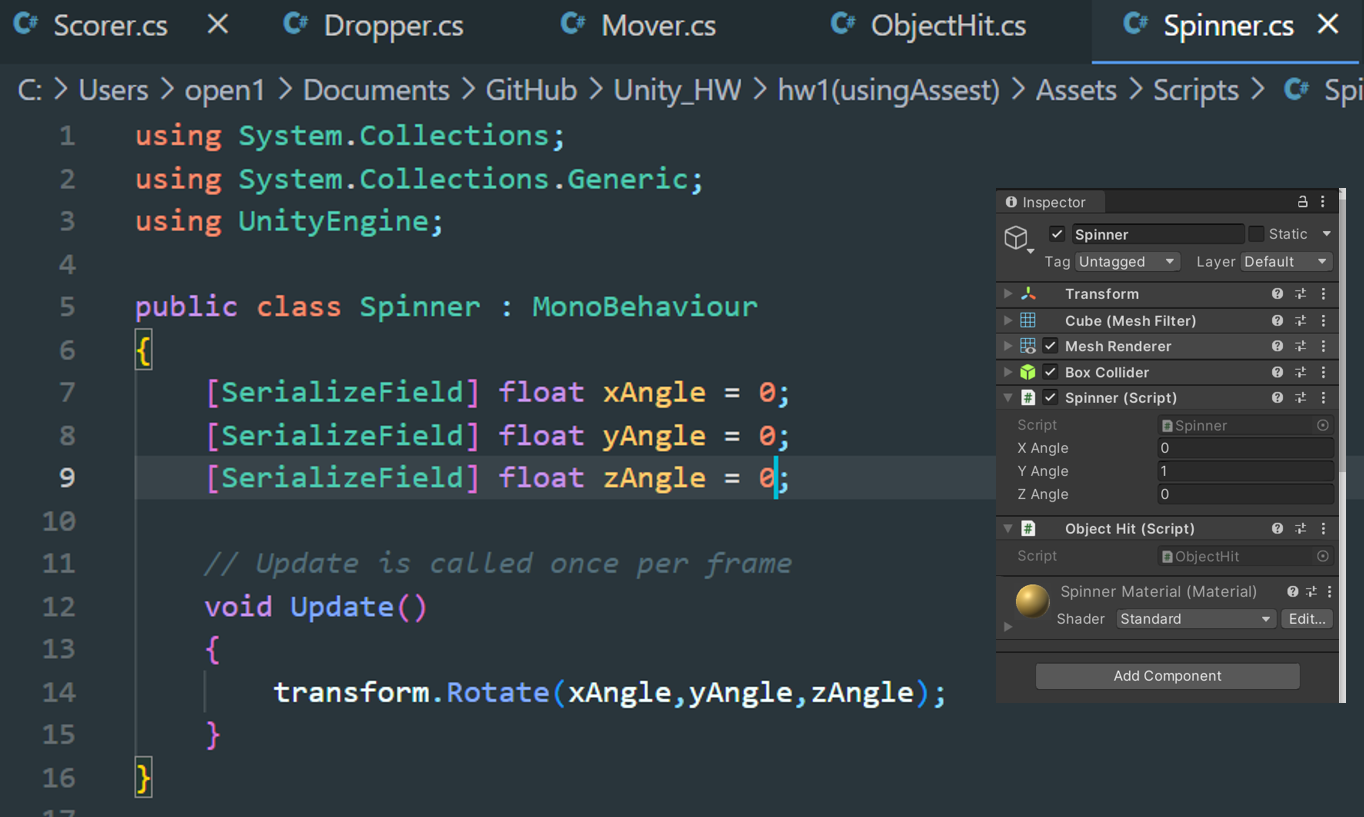 Scorer.cs
Dropper.cs
Mover.cs
ObjectHit.cs
Spinner.cs
C: > Users > open1 > Documents > GitHub > Unity_HW > hw1(usingAssest) > Assets > Scripts > Spi
1 using System.Collections;
2 using System.Collections.Generic;
3 using UnityEngine;
4
5 public class Spinner : MonoBehaviour
6 {
7 [SerializeField] float xAngle = 0;
8 [SerializeField] float yAngle = 0;
9 [SerializeField] float zAngle = 0;
10
11 // Update is called once per frame
12 void Update()
13 {
14 transform.Rotate(xAngle,yAngle,zAngle);
15 }
16 }
17
Inspector
Spinner Static
Tag Untagged Layer Default
Transform
Cube (Mesh Filter)
Mesh Renderer
Box Collider
Spinner (Script)
Script Spinner
X Angle 0
Y Angle 1
Z Angle 0
Object Hit (Script)
Script ObjectHit
Spinner Material (Material)
Shader Standard Edit...
Add Component